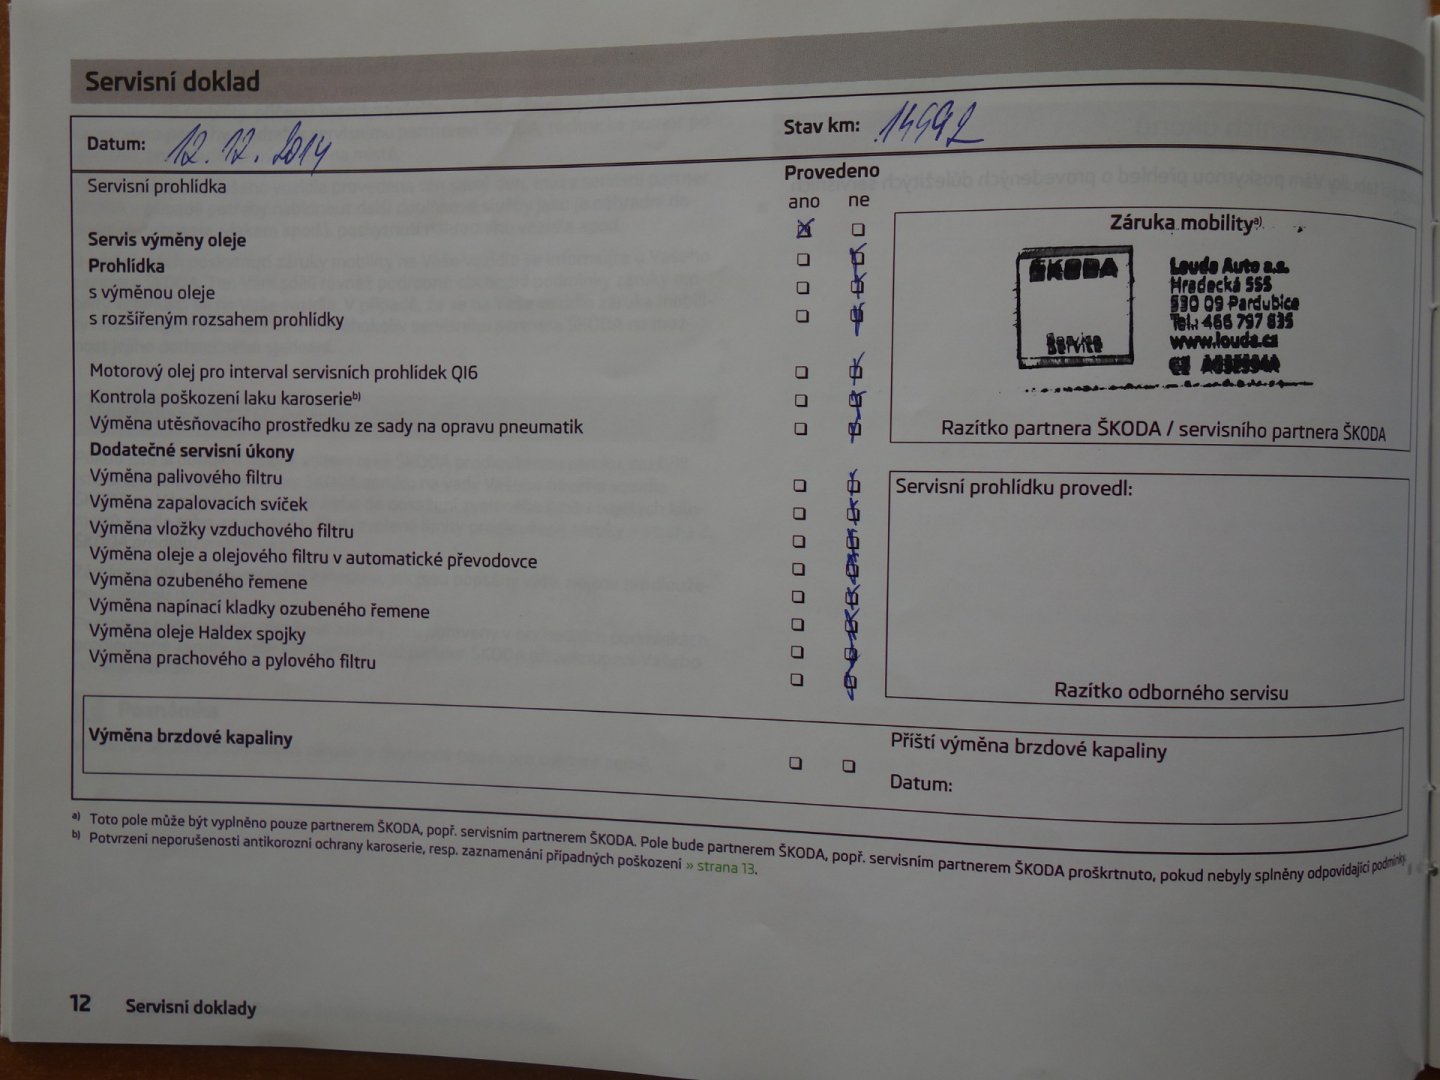 Servisní doklad
Datum: 12.12.2014
Stav km: 14992
Servisní prohlídka
Provedeno
ano ne
Servis výměny oleje
Prohlídka
s výměnou oleje
s rozšířeným rozsahem prohlídky
Motorový olej pro interval servisních prohlídek QI6
Kontrola poškození laku karoserieb)
Výměna utěsňovacího prostředku ze sady na opravu pneumatik
Dodatečné servisní úkony
Výměna palivového filtru
Výměna zapalovacích svíček
Výměna vložky vzduchového filtru
Výměna oleje a olejového filtru v automatické převodovce
Výměna ozubeného řemene
Výměna napínací kladky ozubeného řemene
Výměna oleje Haldex spojky
Výměna prachového a pylového filtru
Záruka mobilitya)
ŠKODA
Service
Louda Auto a.s.
Hradecká 555
530 09 Pardubice
Tel.: 466 797 835
www.louda.cz
Razítko partnera ŠKODA / servisního partnera ŠKODA
Servisní prohlídku provedl:
Razítko odborného servisu
Výměna brzdové kapaliny
Příští výměna brzdové kapaliny
Datum:
a) Toto pole může být vyplněno pouze partnerem ŠKODA, popř. servisním partnerem ŠKODA. Pole bude partnerem ŠKODA, popř. servisním partnerem ŠKODA proškrtnuto, pokud nebyly splněny odpovídající podmínky.
b) Potvrzení neporušenosti antikorozní ochrany karoserie, resp. zaznamenání případných poškození » strana 13.
12 Servisní doklady